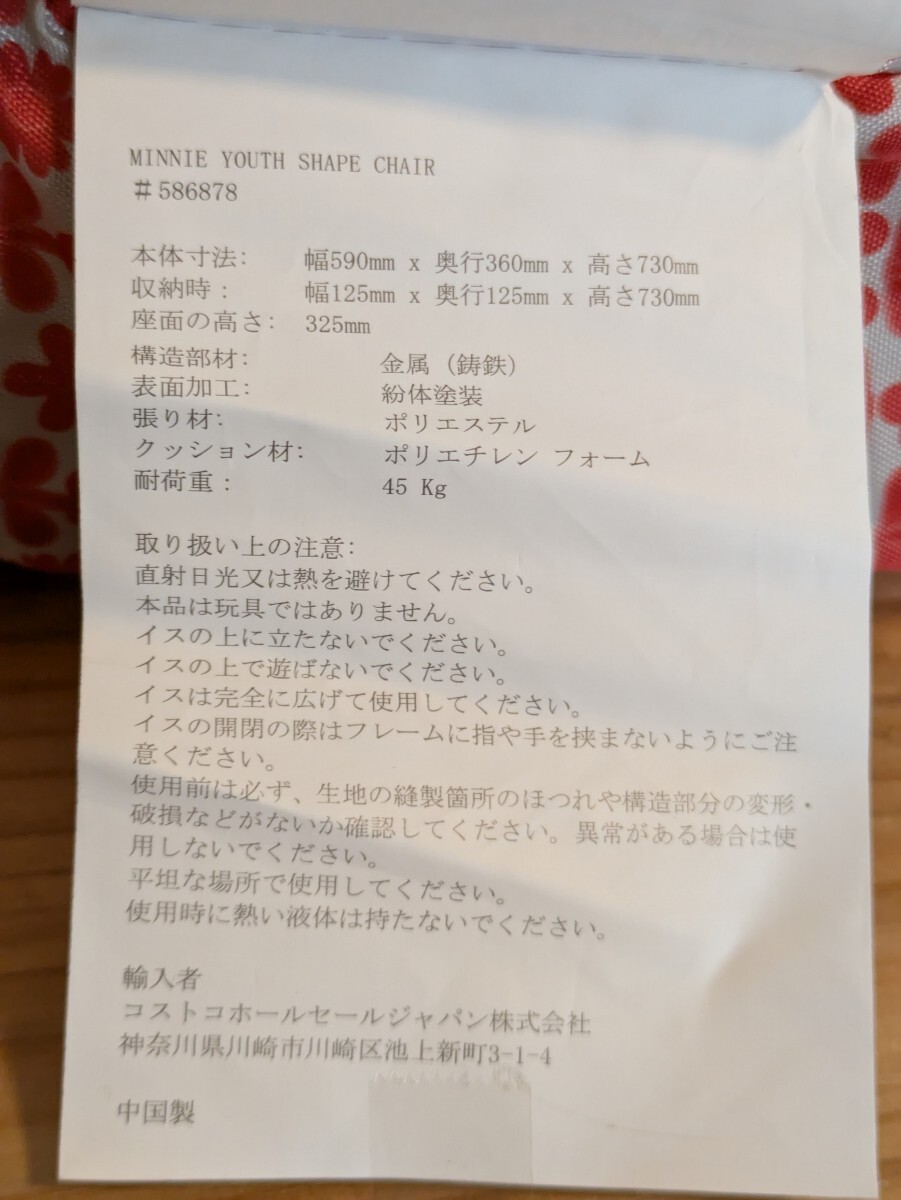 MINNIE YOUTH SHAPE CHAIR
#586878
本体寸法: 幅590mm x 奥行360mm x 高さ730mm
収納時: 幅125mm x 奥行125mm x 高さ730mm
座面の高さ: 325mm
構造部材: 金属(鋳鉄)
表面加工: 紛体塗装
張り材: ポリエステル
クッション材: ポリエチレン フォーム
耐荷重: 45 Kg
取り扱い上の注意:
直射日光又は熱を避けてください。
本品は玩具ではありません。
イスの上に立たないでください。
イスの上で遊ばないでください。
イスは完全に広げて使用してください。
イスの開閉の際はフレームに指や手を挟まないようにご注
意ください。
使用前は必ず、生地の縫製箇所のほつれや構造部分の変形・
破損などがないか確認してください。異常がある場合は使
用しないでください。
平坦な場所で使用してください。
使用時に熱い液体は持たないでください。
輸入者
コストコホールセールジャパン株式会社
神奈川県川崎市川崎区池上新町3-1-4
中国製